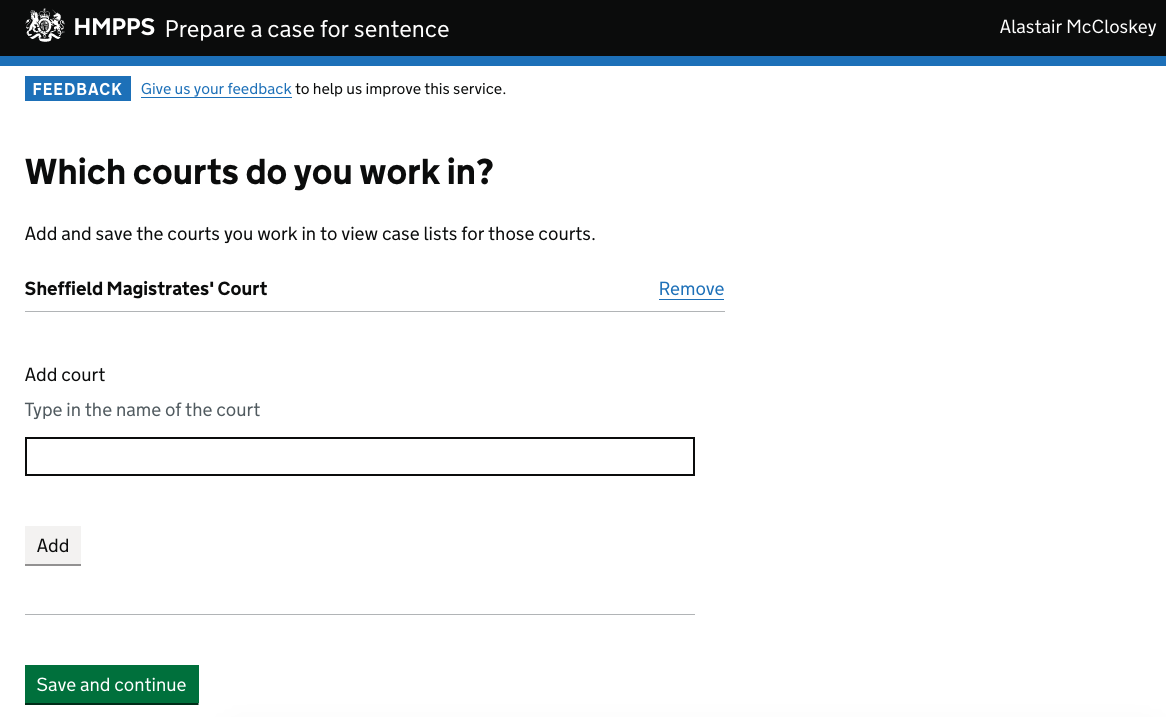 HMPPS Prepare a case for sentence
Alastair McCloskey
FEEDBACK Give us your feedback to help us improve this service.
Which courts do you work in?
Add and save the courts you work in to view case lists for those courts.
Sheffield Magistrates' Court Remove
Add court
Type in the name of the court
Add
Save and continue